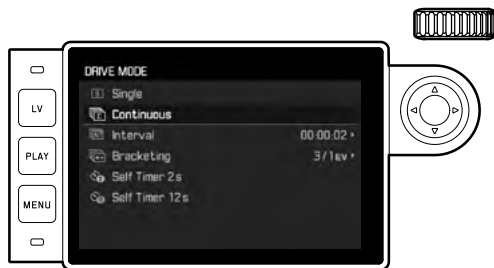 DRIVE MODE
Single
Continuous
Interval 00:00:02
Bracketing 3/1EV
Self Timer 2s
Self Timer 12s
LV
PLAY
MENU